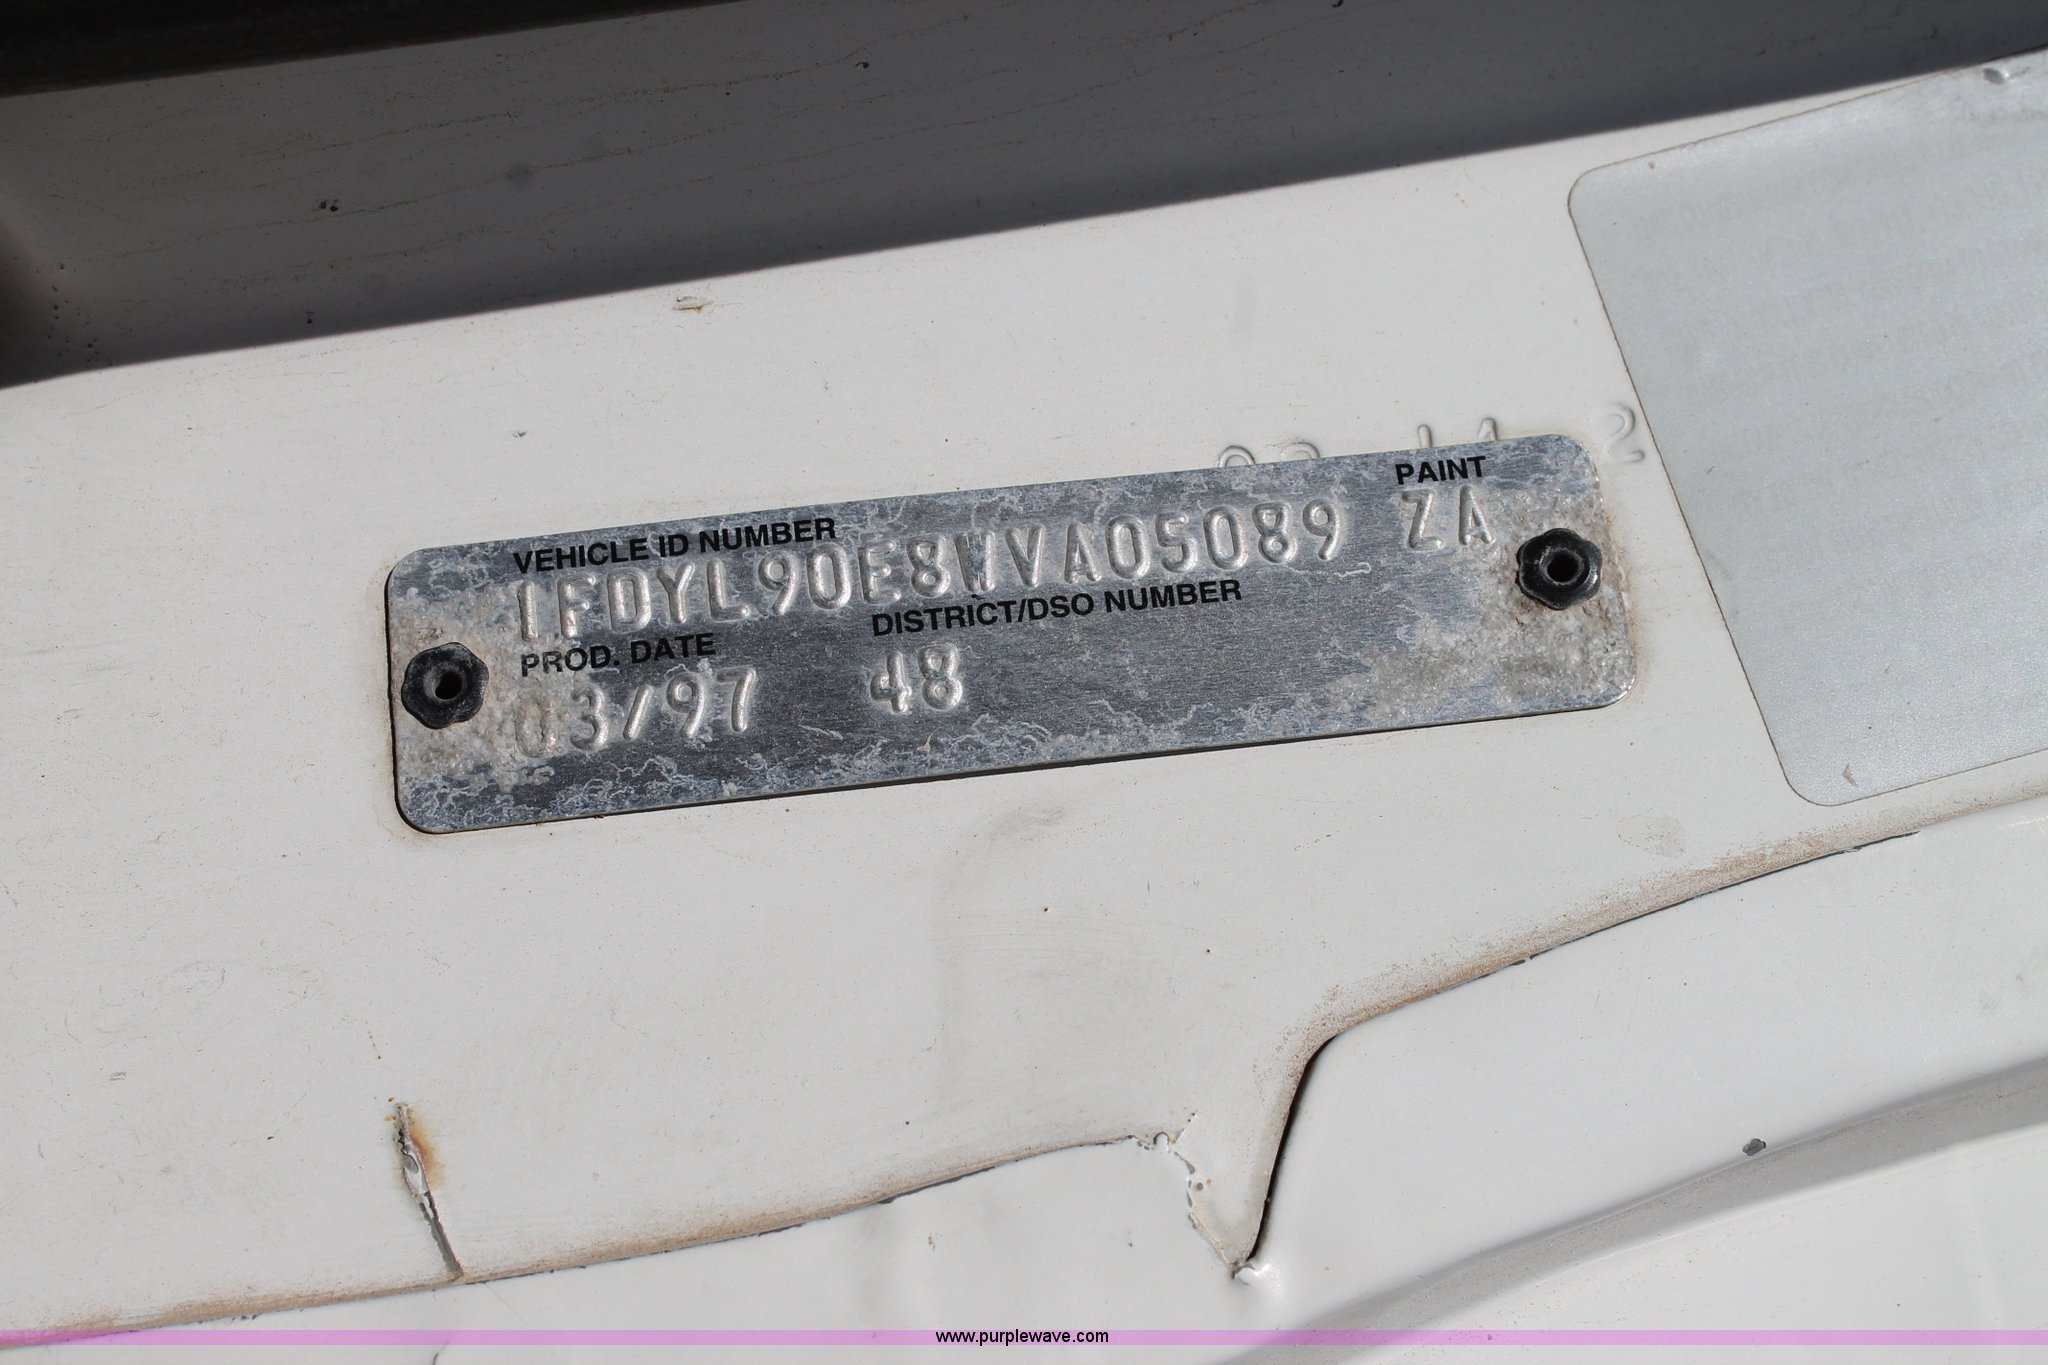 PAINT
VEHICLE ID NUMBER
1FDYL90E8WVA05089 ZA
PROD. DATE DISTRICT/DSO NUMBER
03/97 48
www.purplewave.com